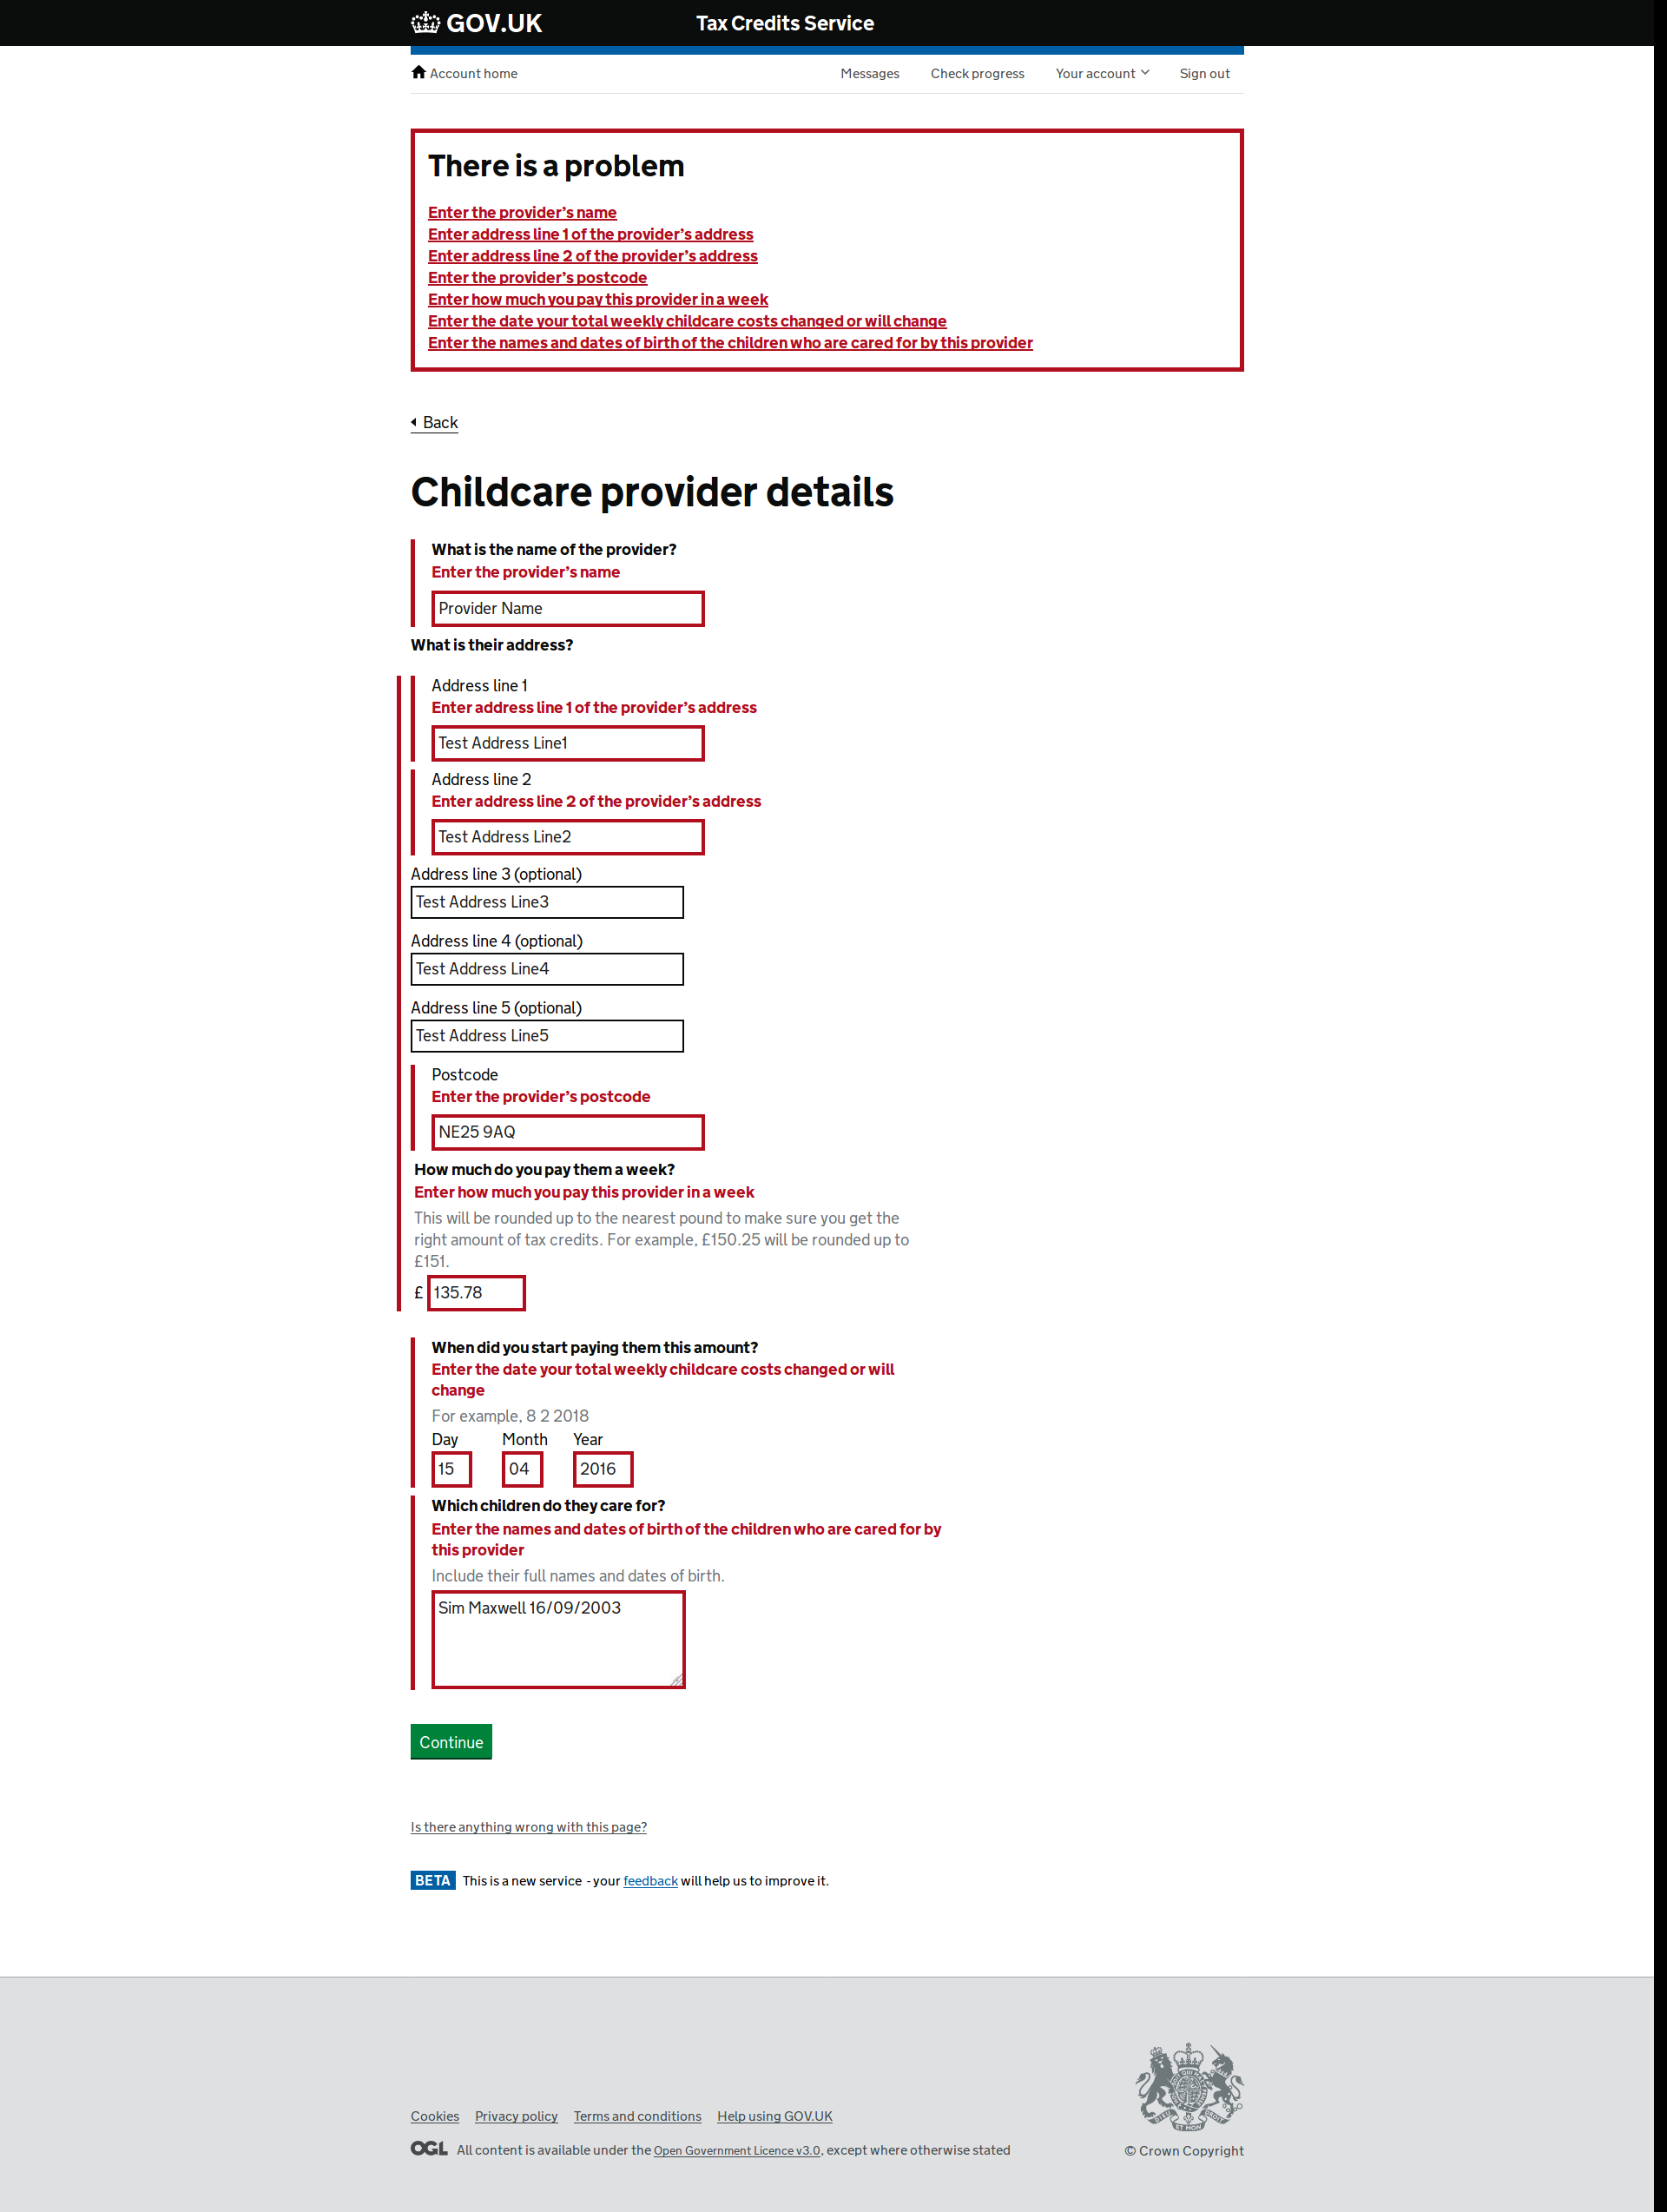 GOV.UK
Tax Credits Service
Account home
Messages
Check progress
Your account
Sign out
There is a problem
Enter the provider’s name
Enter address line 1 of the provider’s address
Enter address line 2 of the provider’s address
Enter the provider’s postcode
Enter how much you pay this provider in a week
Enter the date your total weekly childcare costs changed or will change
Enter the names and dates of birth of the children who are cared for by this provider
Back
Childcare provider details
What is the name of the provider?
Enter the provider’s name
Provider Name
What is their address?
Address line 1
Enter address line 1 of the provider’s address
Test Address Line1
Address line 2
Enter address line 2 of the provider’s address
Test Address Line2
Address line 3 (optional)
Test Address Line3
Address line 4 (optional)
Test Address Line4
Address line 5 (optional)
Test Address Line5
Postcode
Enter the provider’s postcode
NE25 9AQ
How much do you pay them a week?
Enter how much you pay this provider in a week
This will be rounded up to the nearest pound to make sure you get the
right amount of tax credits. For example, £150.25 will be rounded up to
£151.
£ 135.78
When did you start paying them this amount?
Enter the date your total weekly childcare costs changed or will
change
For example, 8 2 2018
Day Month Year
15 04 2016
Which children do they care for?
Enter the names and dates of birth of the children who are cared for by
this provider
Include their full names and dates of birth.
Sim Maxwell 16/09/2003
Continue
Is there anything wrong with this page?
BETA This is a new service - your feedback will help us to improve it.
Cookies Privacy policy Terms and conditions Help using GOV.UK
OGL All content is available under the Open Government Licence v3.0, except where otherwise stated
© Crown Copyright